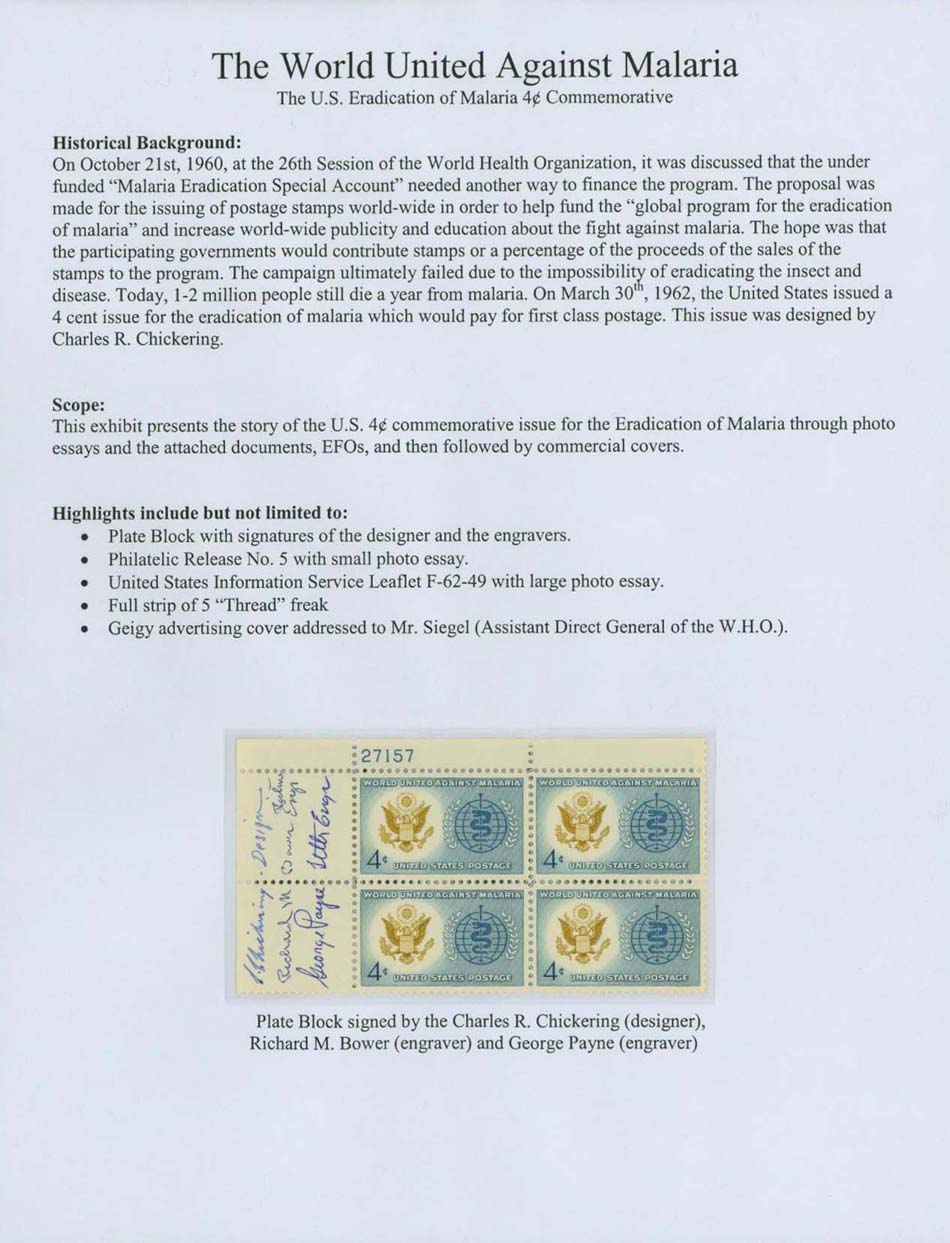 The World United Against Malaria
The U.S. Eradication of Malaria 4¢ Commemorative
Historical Background:
On October 21st, 1960, at the 26th Session of the World Health Organization, it was discussed that the under
funded “Malaria Eradication Special Account” needed another way to finance the program. The proposal was
made for the issuing of postage stamps world-wide in order to help fund the “global program for the eradication
of malaria” and increase world-wide publicity and education about the fight against malaria. The hope was that
the participating governments would contribute stamps or a percentage of the proceeds of the sales of the
stamps to the program. The campaign ultimately failed due to the impossibility of eradicating the insect and
disease. Today, 1-2 million people still die a year from malaria. On March 30th, 1962, the United States issued a
4 cent issue for the eradication of malaria which would pay for first class postage. This issue was designed by
Charles R. Chickering.
Scope:
This exhibit presents the story of the U.S. 4¢ commemorative issue for the Eradication of Malaria through photo
essays and the attached documents, EFOs, and then followed by commercial covers.
Highlights include but not limited to:
• Plate Block with signatures of the designer and the engravers.
• Philatelic Release No. 5 with small photo essay.
• United States Information Service Leaflet F-62-49 with large photo essay.
• Full strip of 5 “Thread” freak
• Geigy advertising cover addressed to Mr. Siegel (Assistant Direct General of the W.H.O.).
27157
Chickering - Designer
Richard M Bower Engr
George Payne Engr
WORLD UNITED AGAINST MALARIA
4¢ UNITED STATES POSTAGE
WORLD UNITED AGAINST MALARIA
4¢ UNITED STATES POSTAGE
WORLD UNITED AGAINST MALARIA
4¢ UNITED STATES POSTAGE
WORLD UNITED AGAINST MALARIA
4¢ UNITED STATES POSTAGE
Plate Block signed by the Charles R. Chickering (designer),
Richard M. Bower (engraver) and George Payne (engraver)